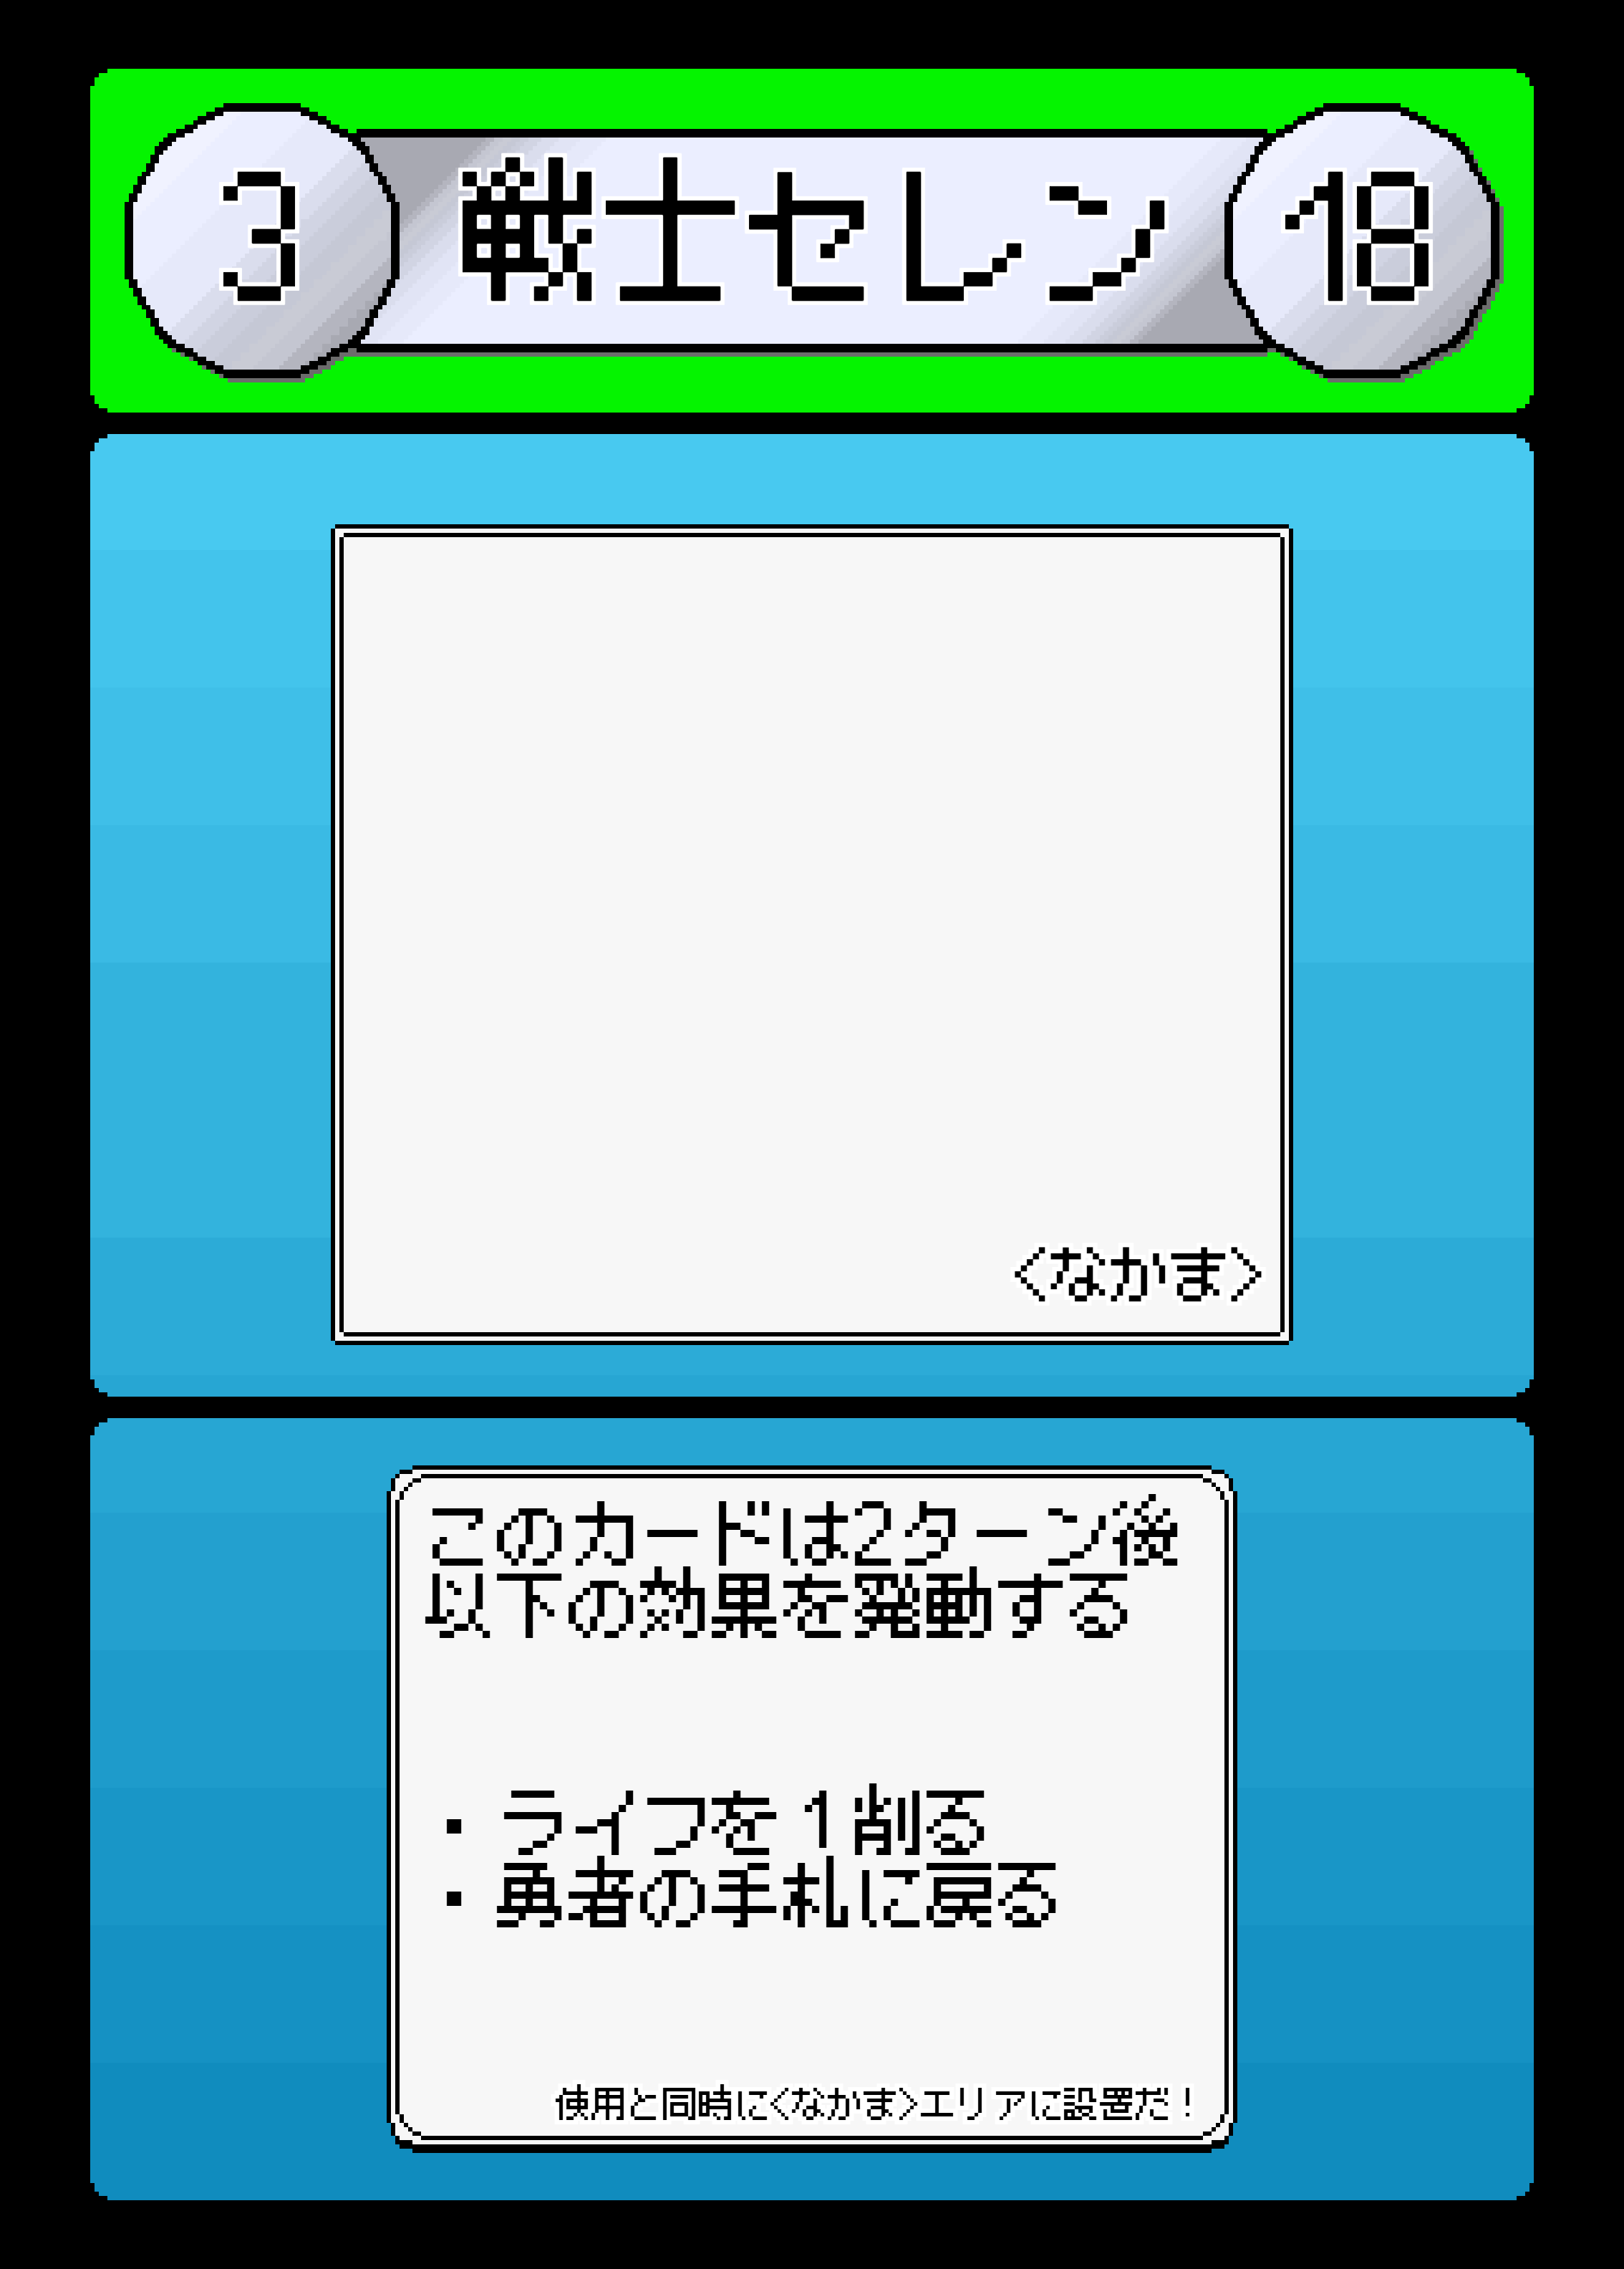 3 戦士セレン 18
<なかま>
このカードは2ターン後
以下の効果を発動する
・ライフを1削る
・勇者の手札に戻る
使用と同時に<なかま>エリアに設置だ！